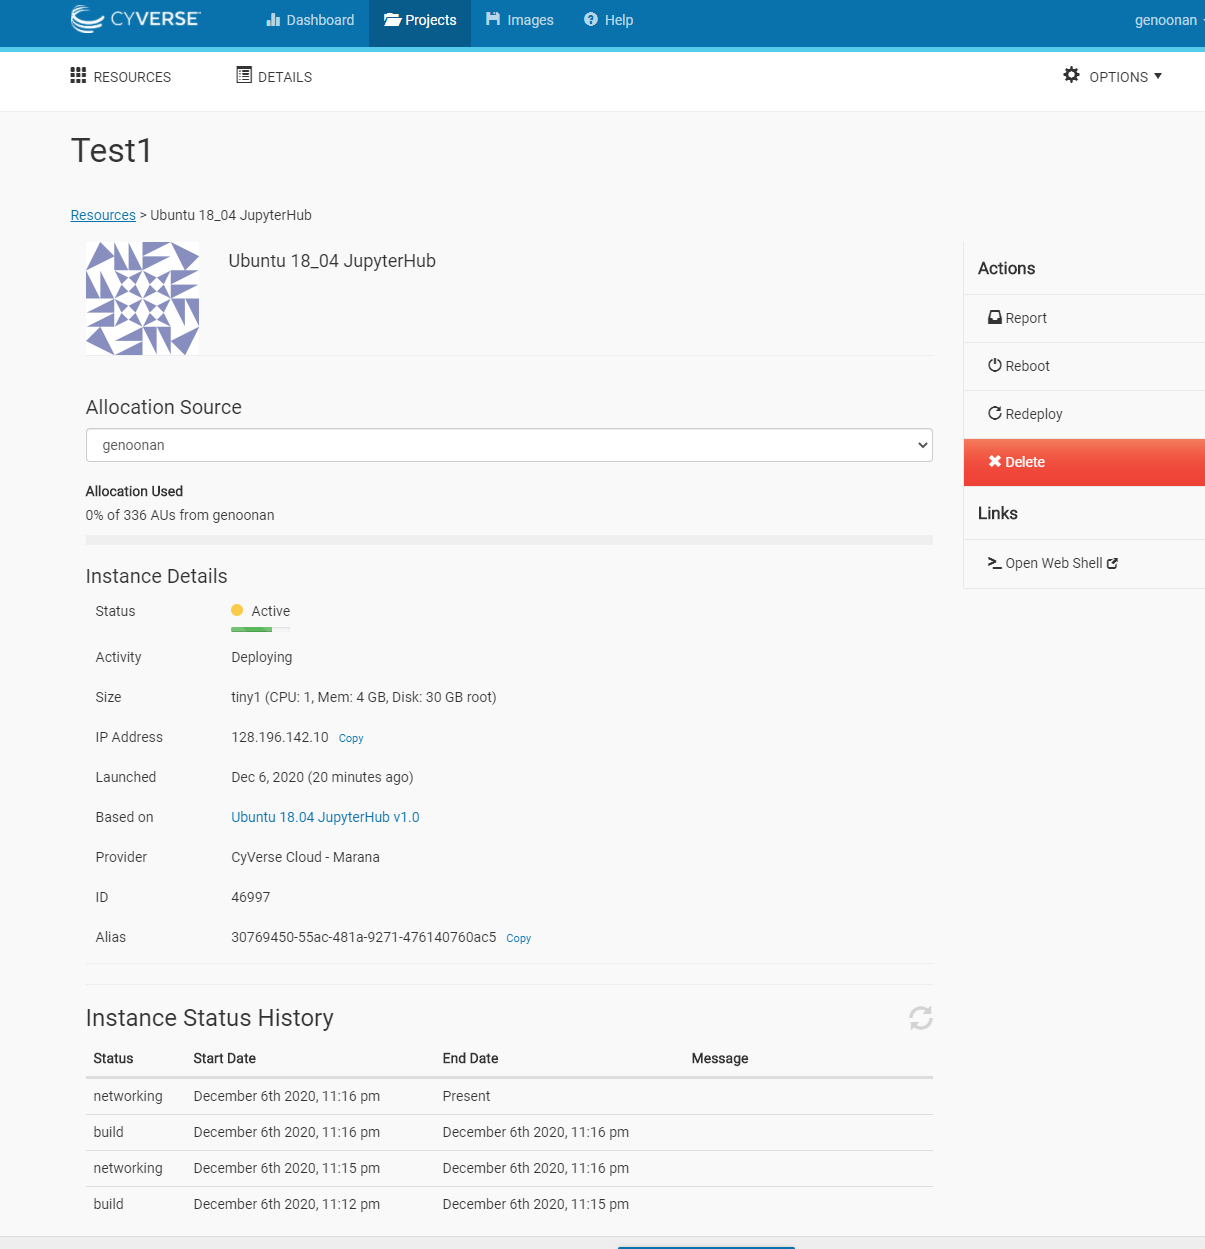 CYVERSE Dashboard Projects Images Help genoonan
RESOURCES DETAILS OPTIONS
Test1
Resources > Ubuntu 18_04 JupyterHub
Ubuntu 18_04 JupyterHub
Allocation Source
genoonan
Allocation Used
0% of 336 AUs from genoonan
Instance Details
Status Active
Activity Deploying
Size tiny1 (CPU: 1, Mem: 4 GB, Disk: 30 GB root)
IP Address 128.196.142.10 Copy
Launched Dec 6, 2020 (20 minutes ago)
Based on Ubuntu 18.04 JupyterHub v1.0
Provider CyVerse Cloud - Marana
ID 46997
Alias 30769450-55ac-481a-9271-476140760ac5 Copy
Actions
Report
Reboot
Redeploy
Delete
Links
Open Web Shell
Instance Status History
Status Start Date End Date Message
networking December 6th 2020, 11:16 pm Present
build December 6th 2020, 11:16 pm December 6th 2020, 11:16 pm
networking December 6th 2020, 11:15 pm December 6th 2020, 11:16 pm
build December 6th 2020, 11:12 pm December 6th 2020, 11:15 pm